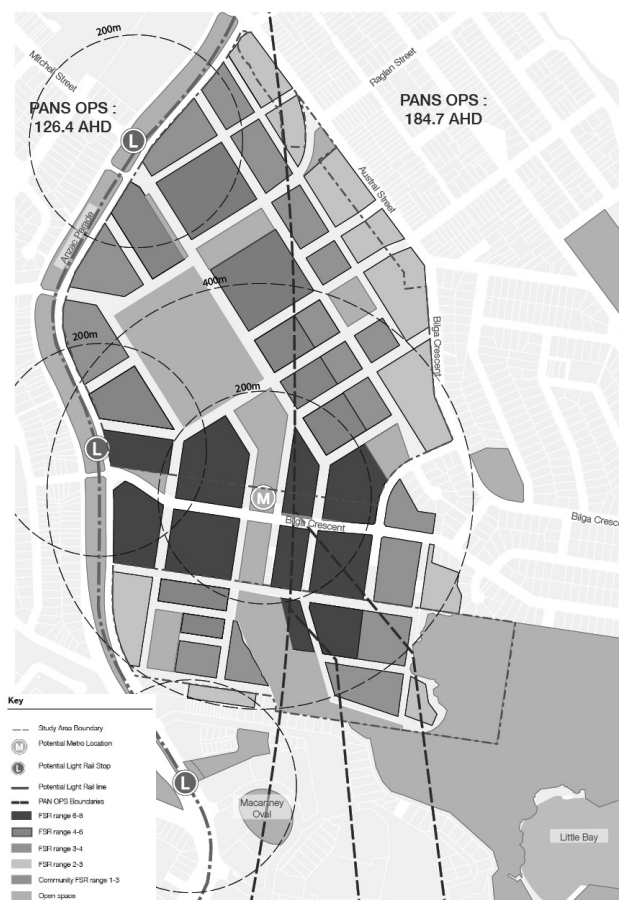 200m
Mitchell Street
Raglan Street
PANS OPS :
126.4 AHD
PANS OPS :
184.7 AHD
L
Austral Street
Anzac Parade
400m
Bilga Crescent
200m
200m
L
M
Bilga Crescent
Bilga Cresc
L
Macartney
Oval
Little Bay
Key
Study Area Boundary
M
Potential Metro Location
L
Potential Light Rail Stop
Potential Light Rail line
PAN OPS Boundaries
FSR range 6-8
FSR range 4-6
FSR range 3-4
FSR range 2-3
Community FSR range 1-3
Open space